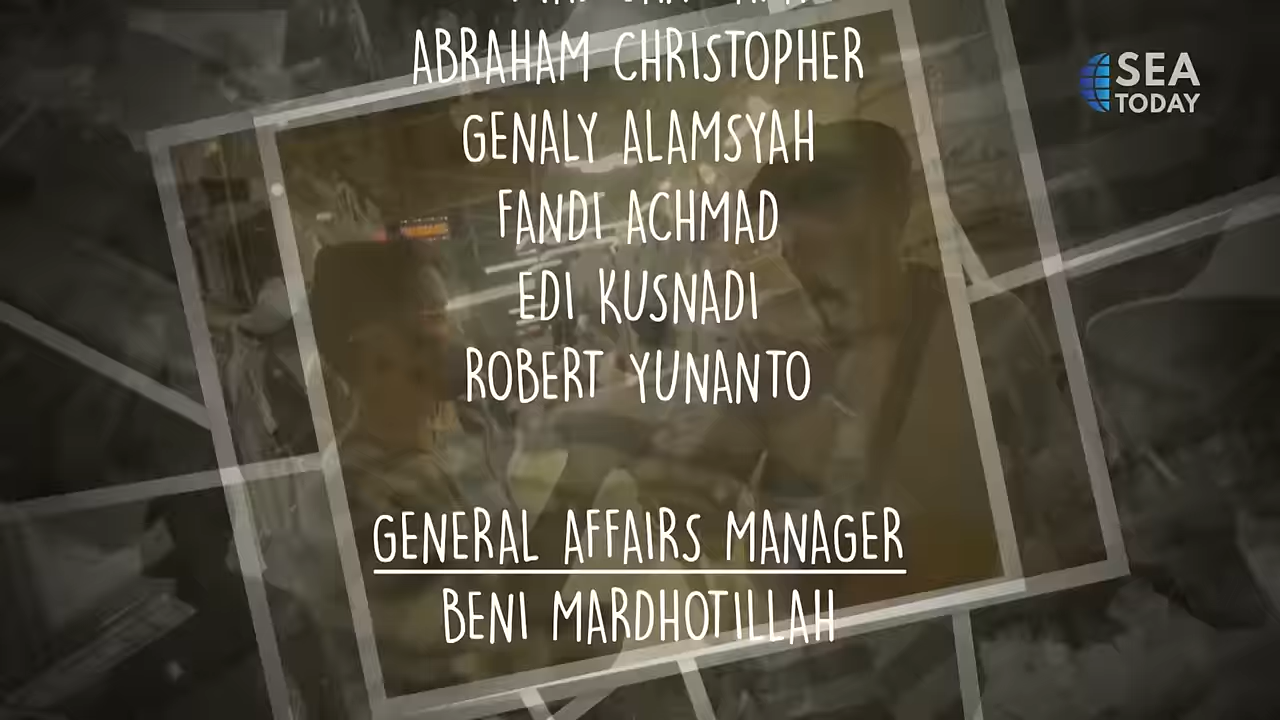 ABRAHAM CHRISTOPHER
GENALY ALAMSYAH
FANDI ACHMAD
EDI KUSNADI
ROBERT YUNANTO
GENERAL AFFAIRS MANAGER
BENI MARDHOTILLAH
SEA
TODAY